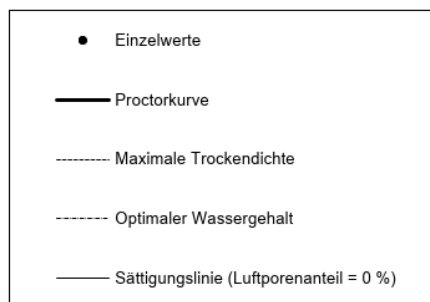 Einzelwerte
Proctorkurve
Maximale Trockendichte
Optimaler Wassergehalt
Sättigungslinie (Luftporenanteil = 0 %)